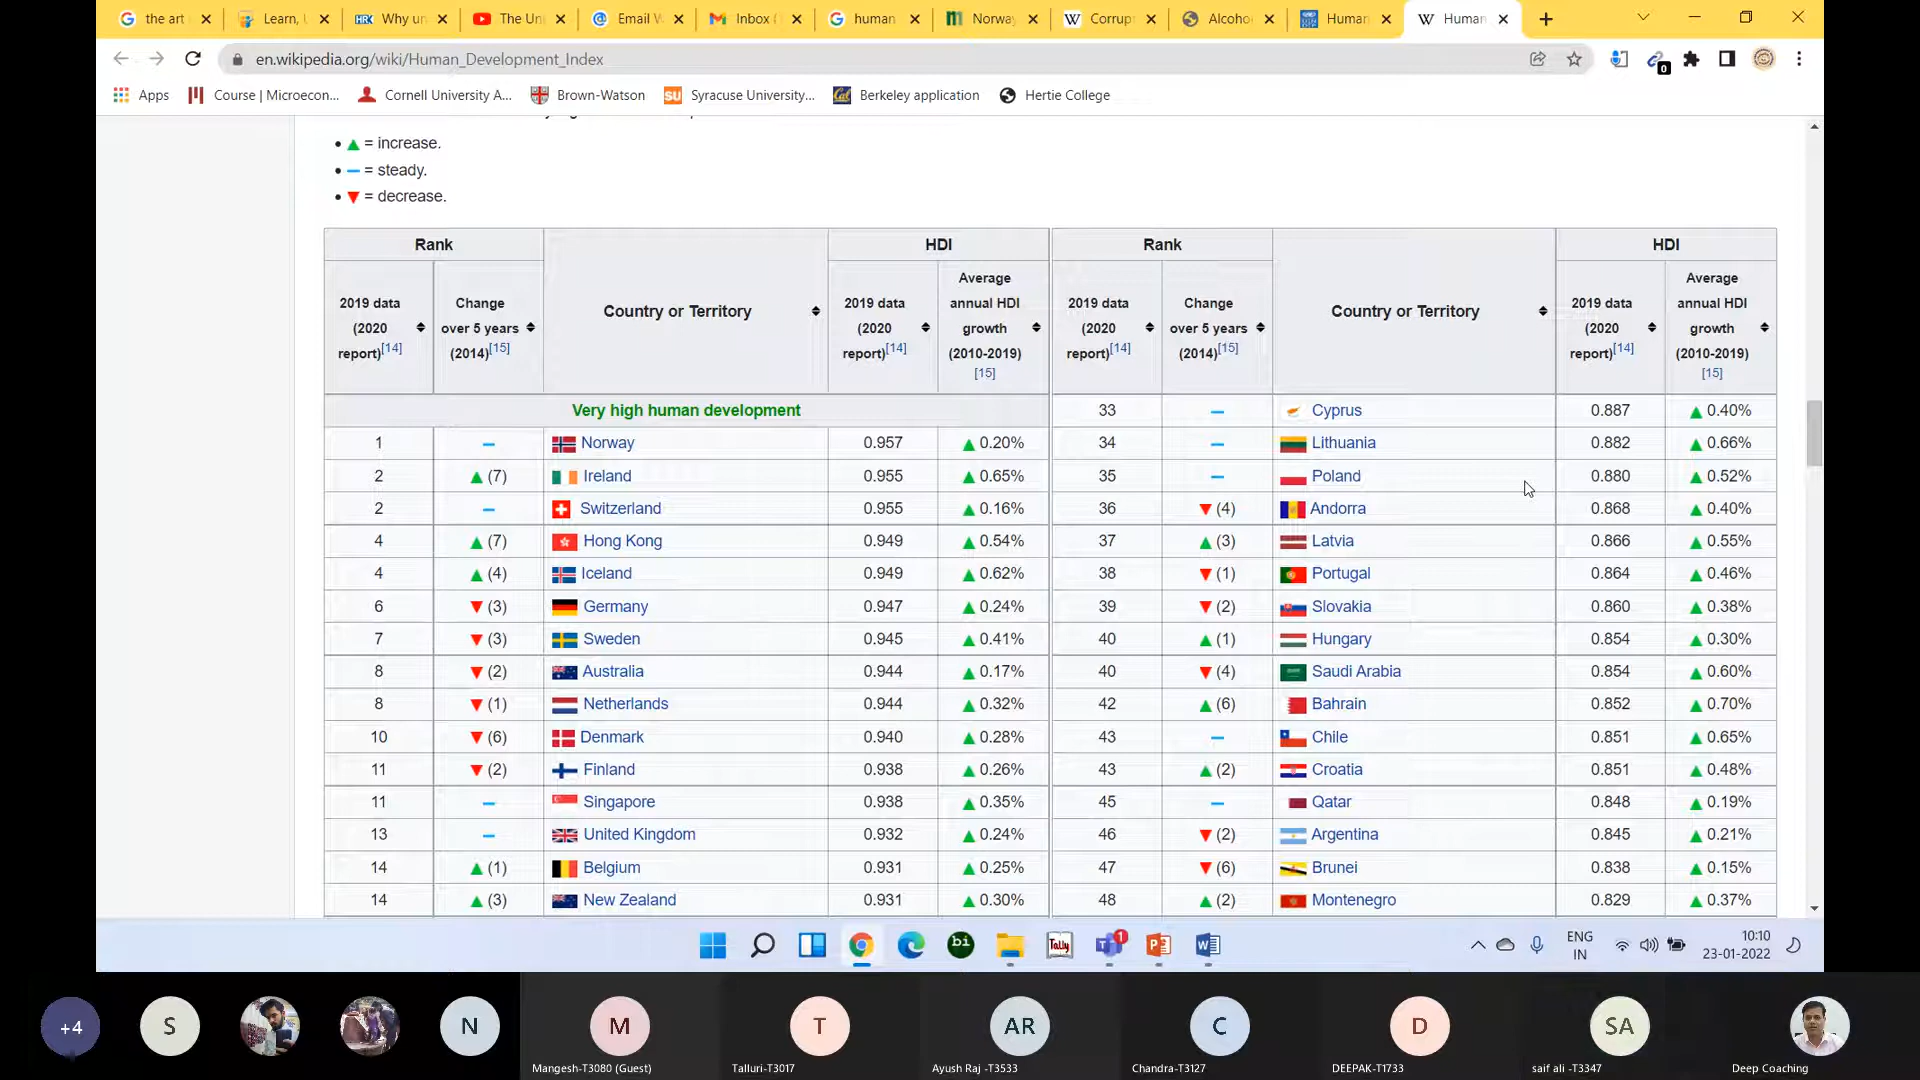 the art
Learn,
HRK Why un
The Un
Email W
Inbox (
human
Norway
W Corrup
Alcoho
Human
W Human
en.wikipedia.org/wiki/Human_Development_Index
0
Apps Course | Microecon... Cornell University A... Brown-Watson SU Syracuse University... Cal Berkeley application Hertie College
• ▲ = increase.
• – = steady.
• ▼ = decrease.
Rank HDI Rank HDI
2019 data (2020 report)[14] Change over 5 years (2014)[15] Country or Territory 2019 data (2020 report)[14] Average annual HDI growth (2010-2019) [15] 2019 data (2020 report)[14] Change over 5 years (2014)[15] Country or Territory 2019 data (2020 report)[14] Average annual HDI growth (2010-2019) [15]
Very high human development 33 – Cyprus 0.887 ▲ 0.40%
1 – Norway 0.957 ▲ 0.20% 34 – Lithuania 0.882 ▲ 0.66%
2 ▲ (7) Ireland 0.955 ▲ 0.65% 35 – Poland 0.880 ▲ 0.52%
2 – Switzerland 0.955 ▲ 0.16% 36 ▼ (4) Andorra 0.868 ▲ 0.40%
4 ▲ (7) Hong Kong 0.949 ▲ 0.54% 37 ▲ (3) Latvia 0.866 ▲ 0.55%
4 ▲ (4) Iceland 0.949 ▲ 0.62% 38 ▼ (1) Portugal 0.864 ▲ 0.46%
6 ▼ (3) Germany 0.947 ▲ 0.24% 39 ▼ (2) Slovakia 0.860 ▲ 0.38%
7 ▼ (3) Sweden 0.945 ▲ 0.41% 40 ▲ (1) Hungary 0.854 ▲ 0.30%
8 ▼ (2) Australia 0.944 ▲ 0.17% 40 ▼ (4) Saudi Arabia 0.854 ▲ 0.60%
8 ▼ (1) Netherlands 0.944 ▲ 0.32% 42 ▲ (6) Bahrain 0.852 ▲ 0.70%
10 ▼ (6) Denmark 0.940 ▲ 0.28% 43 – Chile 0.851 ▲ 0.65%
11 ▼ (2) Finland 0.938 ▲ 0.26% 43 ▲ (2) Croatia 0.851 ▲ 0.48%
11 – Singapore 0.938 ▲ 0.35% 45 – Qatar 0.848 ▲ 0.19%
13 – United Kingdom 0.932 ▲ 0.24% 46 ▼ (2) Argentina 0.845 ▲ 0.21%
14 ▲ (1) Belgium 0.931 ▲ 0.25% 47 ▼ (6) Brunei 0.838 ▲ 0.15%
14 ▲ (3) New Zealand 0.931 ▲ 0.30% 48 ▲ (2) Montenegro 0.829 ▲ 0.37%
bi Tally 1
ENG
IN
10:10
23-01-2022
+4 S N M T AR C D SA
Mangesh-T3080 (Guest) Talluri-T3017 Ayush Raj -T3533 Chandra-T3127 DEEPAK-T1733 saif ali -T3347 Deep Coaching